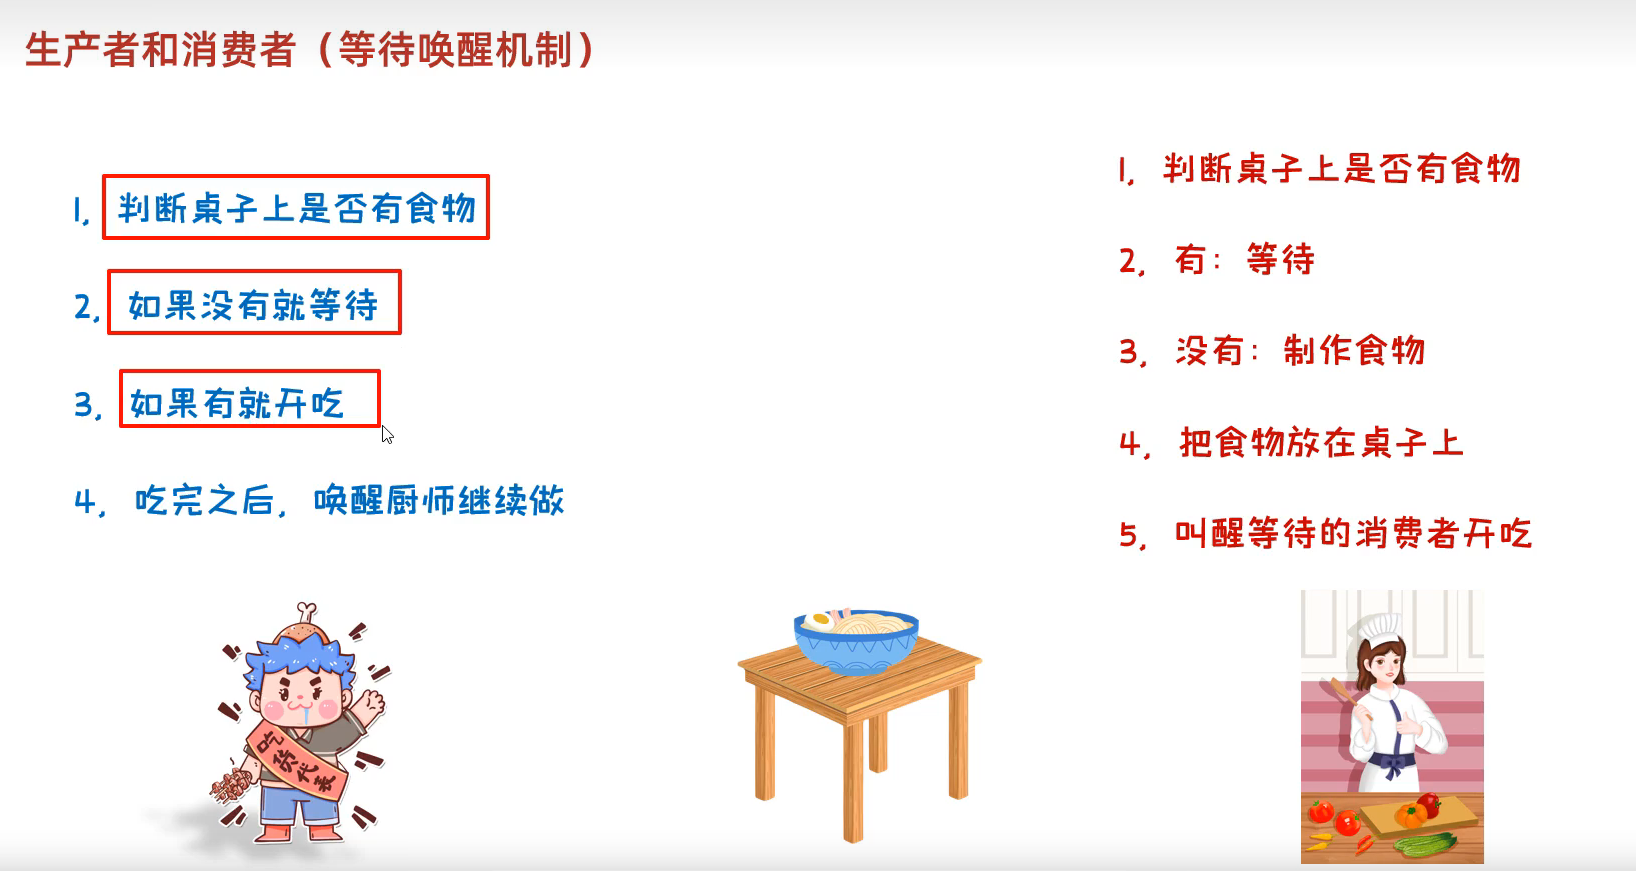 生产者和消费者（等待唤醒机制）
1, 判断桌子上是否有食物
2, 如果没有就等待
3, 如果有就开吃
4, 吃完之后, 唤醒厨师继续做
1, 判断桌子上是否有食物
2, 有: 等待
3, 没有: 制作食物
4, 把食物放在桌子上
5, 叫醒等待的消费者开吃
吃货代表